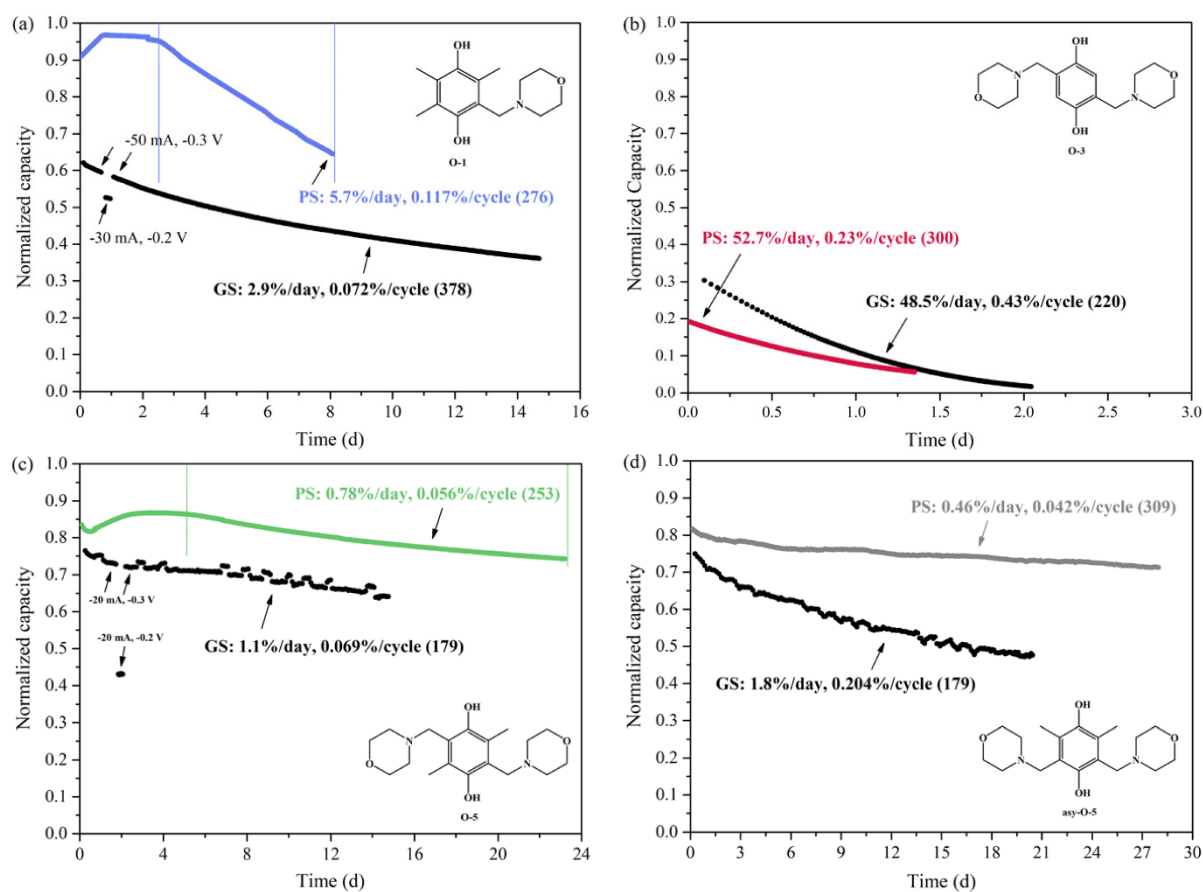 (a)
Normalized capacity
1.0
0.9
0.8
0.7
0.6
0.5
0.4
0.3
0.2
0.1
0.0
-50 mA, -0.3 V
-30 mA, -0.2 V
PS: 5.7%/day, 0.117%/cycle (276)
GS: 2.9%/day, 0.072%/cycle (378)
OH
N
O
OH
O-1
0 2 4 6 8 10 12 14 16
Time (d)
(b)
Normalized Capacity
1.0
0.9
0.8
0.7
0.6
0.5
0.4
0.3
0.2
0.1
0.0
OH
O
N
N
O
OH
O-3
PS: 52.7%/day, 0.23%/cycle (300)
GS: 48.5%/day, 0.43%/cycle (220)
0.0 0.5 1.0 1.5 2.0 2.5 3.0
Time (d)
(c)
Normalized capacity
1.0
0.9
0.8
0.7
0.6
0.5
0.4
0.3
0.2
0.1
0.0
PS: 0.78%/day, 0.056%/cycle (253)
-20 mA, -0.3 V
-20 mA, -0.2 V
GS: 1.1%/day, 0.069%/cycle (179)
OH
N
O
O
N
OH
O-5
0 3 6 9 12 15 18 21 24
Time (d)
(d)
Normalized capacity
1.0
0.9
0.8
0.7
0.6
0.5
0.4
0.3
0.2
0.1
0.0
PS: 0.46%/day, 0.042%/cycle (309)
GS: 1.8%/day, 0.204%/cycle (179)
OH
O
N
N
O
OH
asy-O-5
0 3 6 9 12 15 18 21 24 27 30
Time (d)